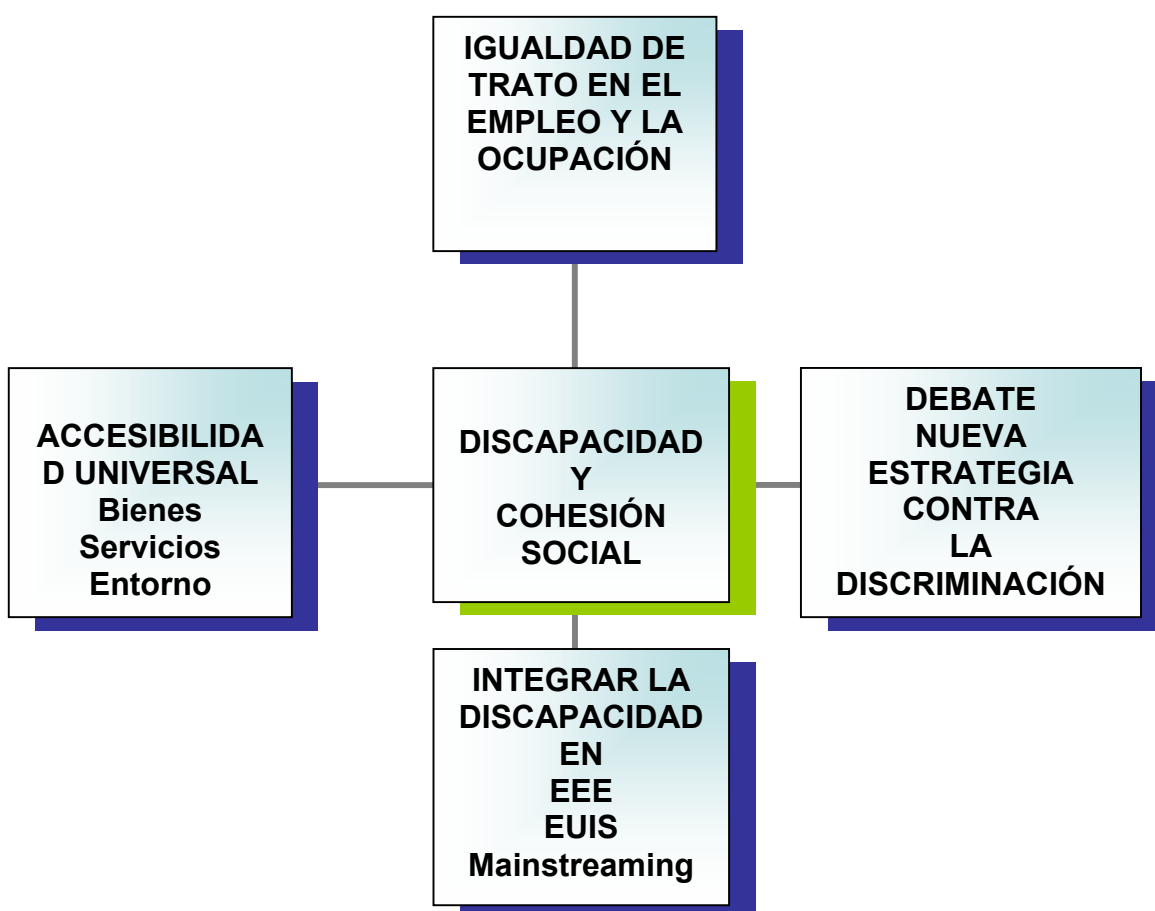 IGUALDAD DE
TRATO EN EL
EMPLEO Y LA
OCUPACIÓN
ACCESIBILIDA
D UNIVERSAL
Bienes
Servicios
Entorno
DISCAPACIDAD
Y
COHESIÓN
SOCIAL
DEBATE
NUEVA
ESTRATEGIA
CONTRA
LA
DISCRIMINACIÓN
INTEGRAR LA
DISCAPACIDAD
EN
EEE
EUIS
Mainstreaming